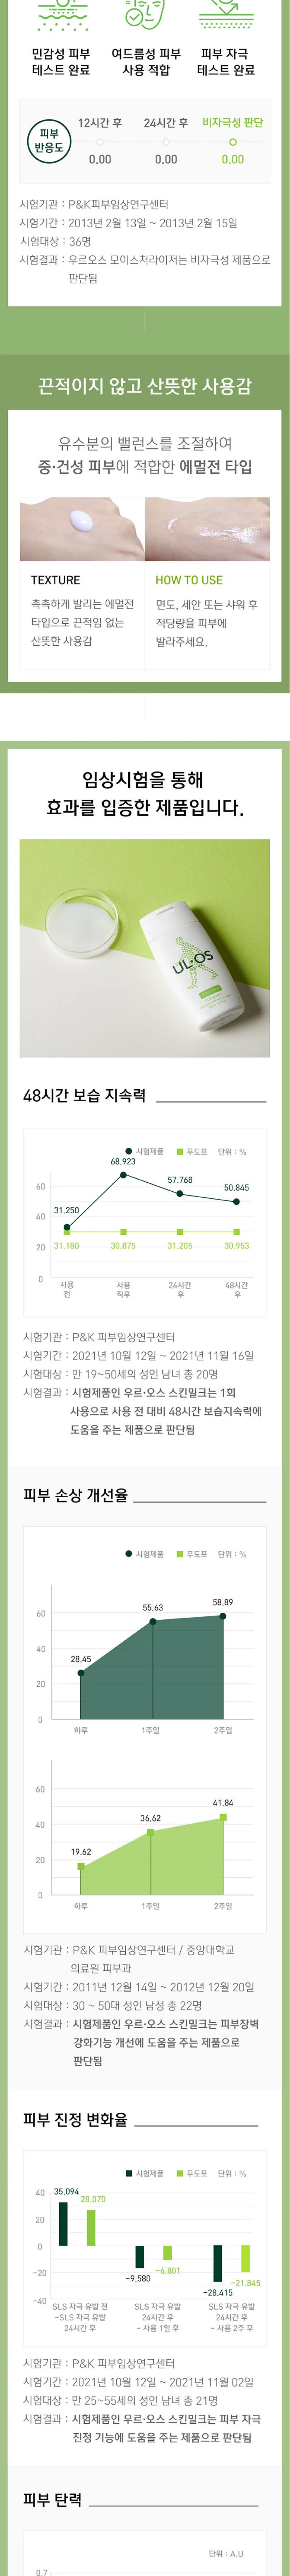 민감성 피부
테스트 완료
여드름성 피부
사용 적합
피부 자극
테스트 완료
피부
반응도
12시간 후
24시간 후
비자극성 판단
0.00
0.00
0.00
시험기관 : P&K피부임상연구센터
시험기간 : 2013년 2월 13일 ~ 2013년 2월 15일
시험대상 : 36명
시험결과 : 우르오스 모이스처라이저는 비자극성 제품으로
판단됨
끈적이지 않고 산뜻한 사용감
유수분의 밸런스를 조절하여
중·건성 피부에 적합한 에멀전 타입
TEXTURE
촉촉하게 발리는 에멀전
타입으로 끈적임 없는
산뜻한 사용감
HOW TO USE
면도, 세안 또는 샤워 후
적당량을 피부에
발라주세요.
임상시험을 통해
효과를 입증한 제품입니다.
UL·OS
48시간 보습 지속력
시험제품 무도포 단위 : %
68.923
57.768
50.845
31.250
60
40
20
0
31.180 30.875 31.205 30.953
사용
전
사용
직후
24시간
후
48시간
후
시험기관 : P&K 피부임상연구센터
시험기간 : 2021년 10월 12일 ~ 2021년 11월 16일
시험대상 : 만 19~50세의 성인 남녀 총 20명
시험결과 : 시험제품인 우르·오스 스킨밀크는 1회
사용으로 사용 전 대비 48시간 보습지속력에
도움을 주는 제품으로 판단됨
피부 손상 개선율
시험제품 무도포 단위 : %
28.45
55.63
58.89
60
40
20
0
하루 1주일 2주일
19.62
36.62
41.84
60
40
20
0
하루 1주일 2주일
시험기관 : P&K 피부임상연구센터 / 중앙대학교
의료원 피부과
시험기간 : 2011년 12월 14일 ~ 2012년 12월 20일
시험대상 : 30 ~ 50대 성인 남성 총 22명
시험결과 : 시험제품인 우르·오스 스킨밀크는 피부장벽
강화기능 개선에 도움을 주는 제품으로
판단됨
피부 진정 변화율
시험제품 무도포 단위 : %
40
20
0
-20
-40
35.094
28.070
-9,580
-6,801
-28.415
-21,845
SLS 자극 유발 전
~SLS 자극 유발
24시간 후
SLS 자극 유발
24시간 후
~ 사용 1일 후
SLS 자극 유발
24시간 후
~ 사용 2주 후
시험기관 : P&K 피부임상연구센터
시험기간 : 2021년 10월 12일 ~ 2021년 11월 02일
시험대상 : 만 25~55세의 성인 남녀 총 21명
시험결과 : 시험제품인 우르·오스 스킨밀크는 피부 자극
진정 기능에 도움을 주는 제품으로 판단됨
피부 탄력
단위 : A.U
0.7